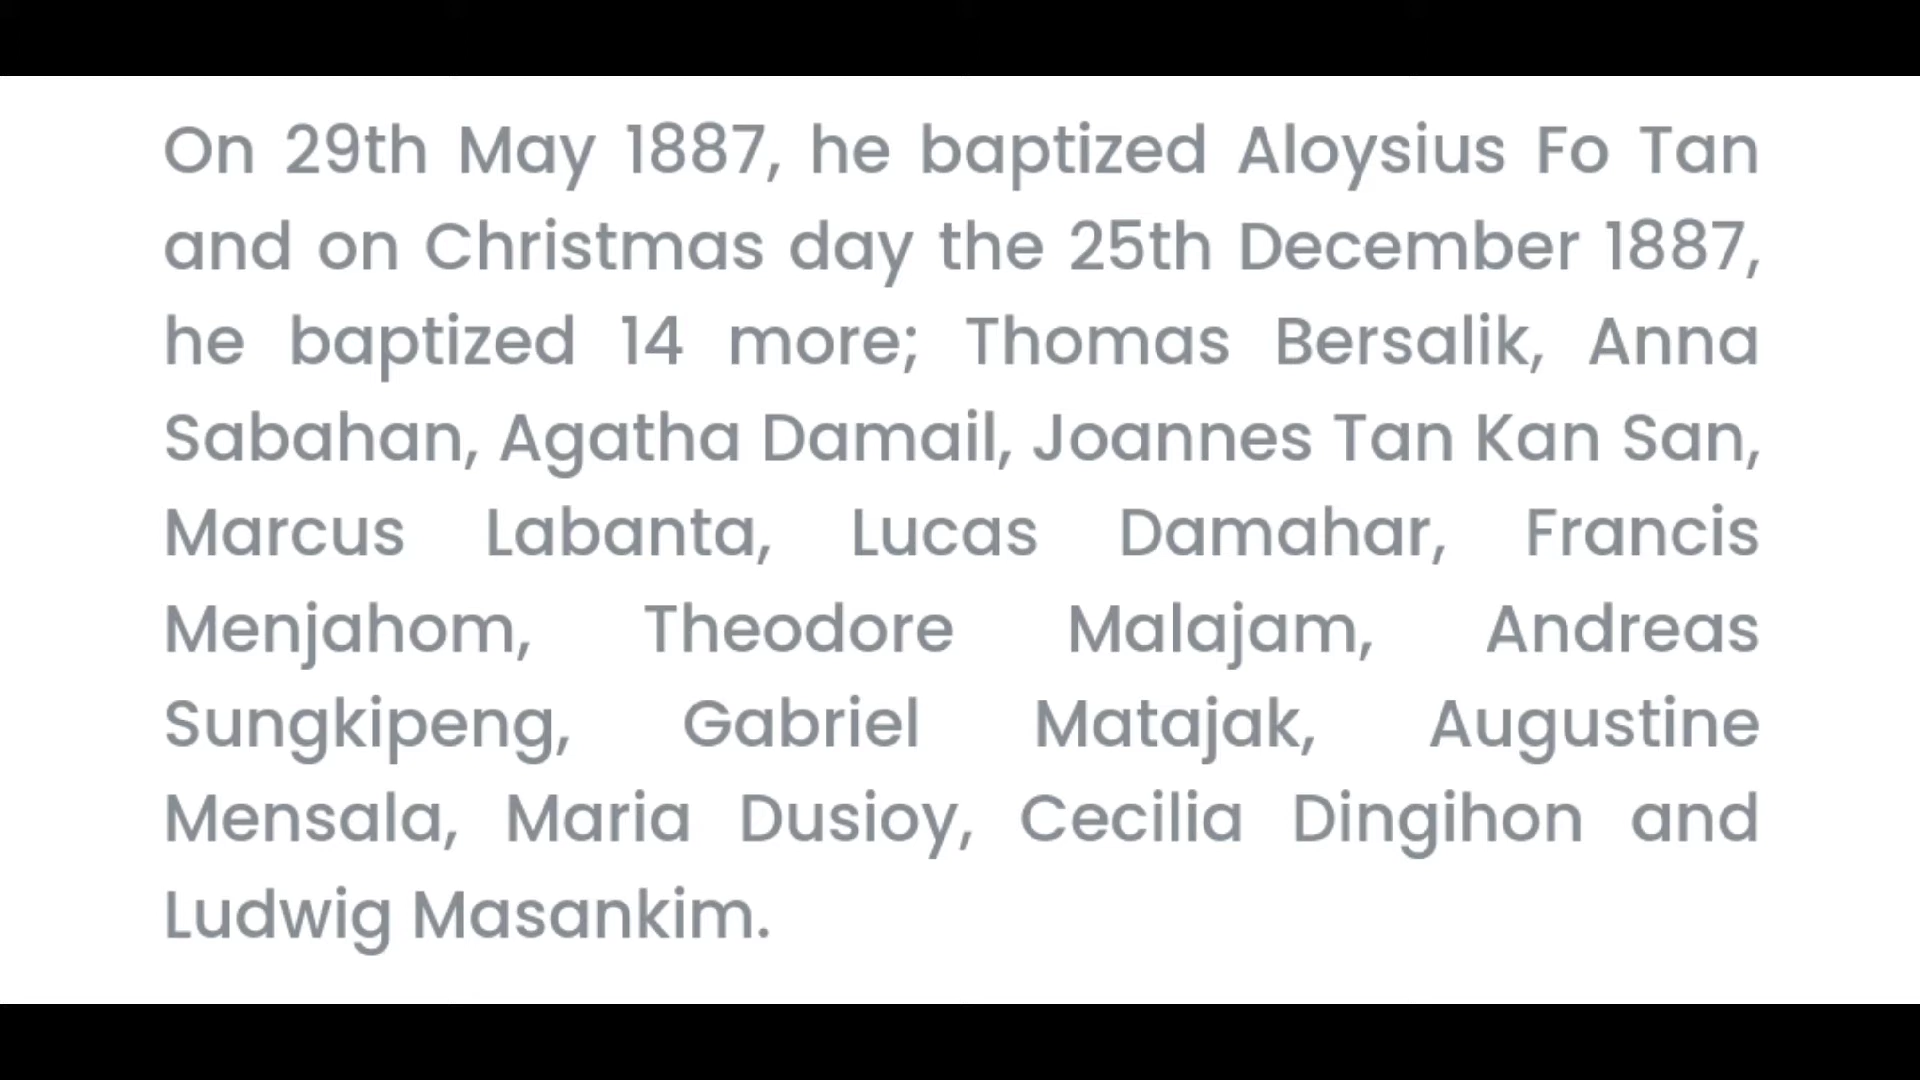 On 29th May 1887, he baptized Aloysius Fo Tan
and on Christmas day the 25th December 1887,
he baptized 14 more; Thomas Bersalik, Anna
Sabahan, Agatha Damail, Joannes Tan Kan San,
Marcus Labanta, Lucas Damahar, Francis
Menjahom, Theodore Malajam, Andreas
Sungkipeng, Gabriel Matajak, Augustine
Mensala, Maria Dusioy, Cecilia Dingihon and
Ludwig Masankim.